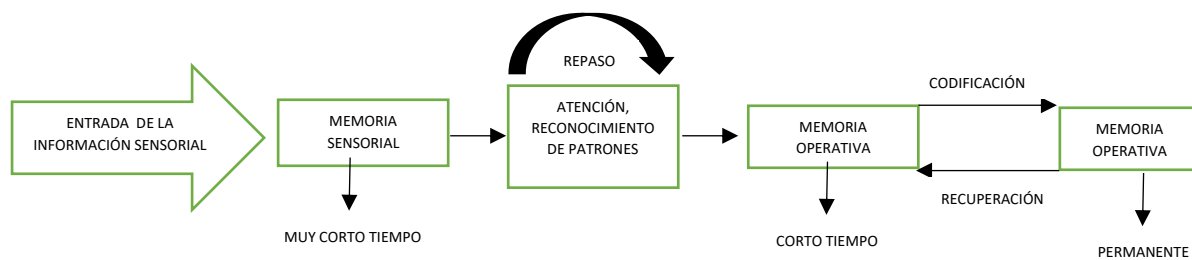 ENTRADA DE LA
INFORMACIÓN SENSORIAL
MEMORIA
SENSORIAL
MUY CORTO TIEMPO
REPASO
ATENCIÓN,
RECONOCIMIENTO
DE PATRONES
MEMORIA
OPERATIVA
CORTO TIEMPO
CODIFICACIÓN
RECUPERACIÓN
MEMORIA
OPERATIVA
PERMANENTE